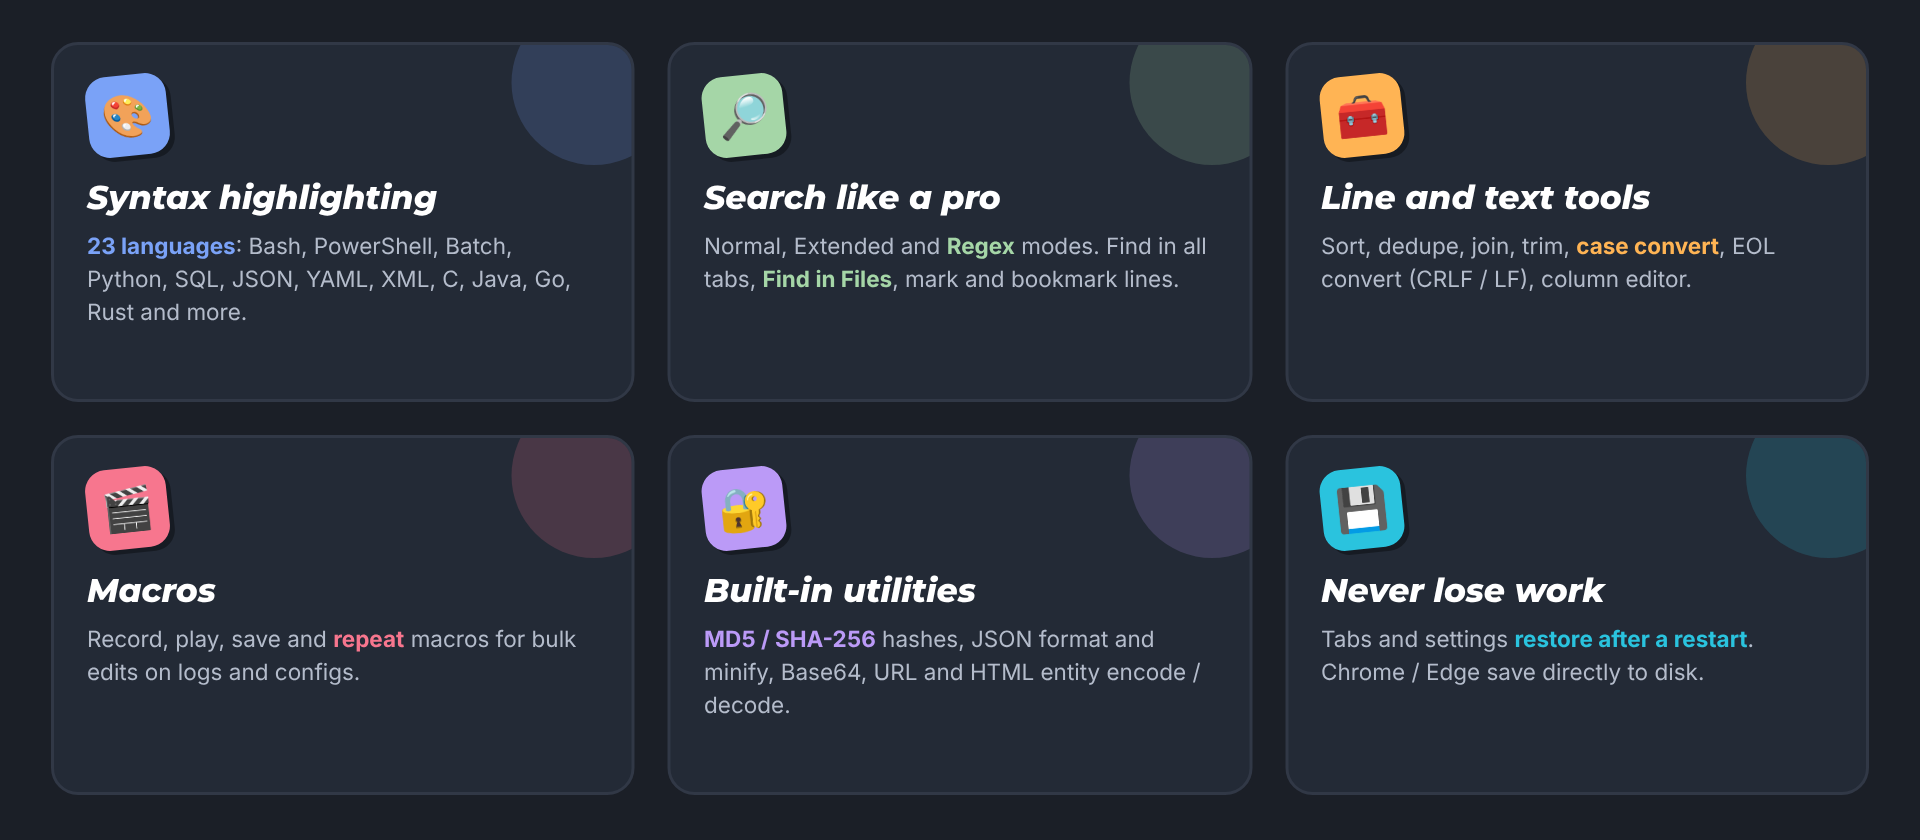 Syntax highlighting
23 languages: Bash, PowerShell, Batch,
Python, SQL, JSON, YAML, XML, C, Java, Go,
Rust and more.
Search like a pro
Normal, Extended and Regex modes. Find in all
tabs, Find in Files, mark and bookmark lines.
Line and text tools
Sort, dedupe, join, trim, case convert, EOL
convert (CRLF / LF), column editor.
Macros
Record, play, save and repeat macros for bulk
edits on logs and configs.
Built-in utilities
MD5 / SHA-256 hashes, JSON format and
minify, Base64, URL and HTML entity encode /
decode.
Never lose work
Tabs and settings restore after a restart.
Chrome / Edge save directly to disk.